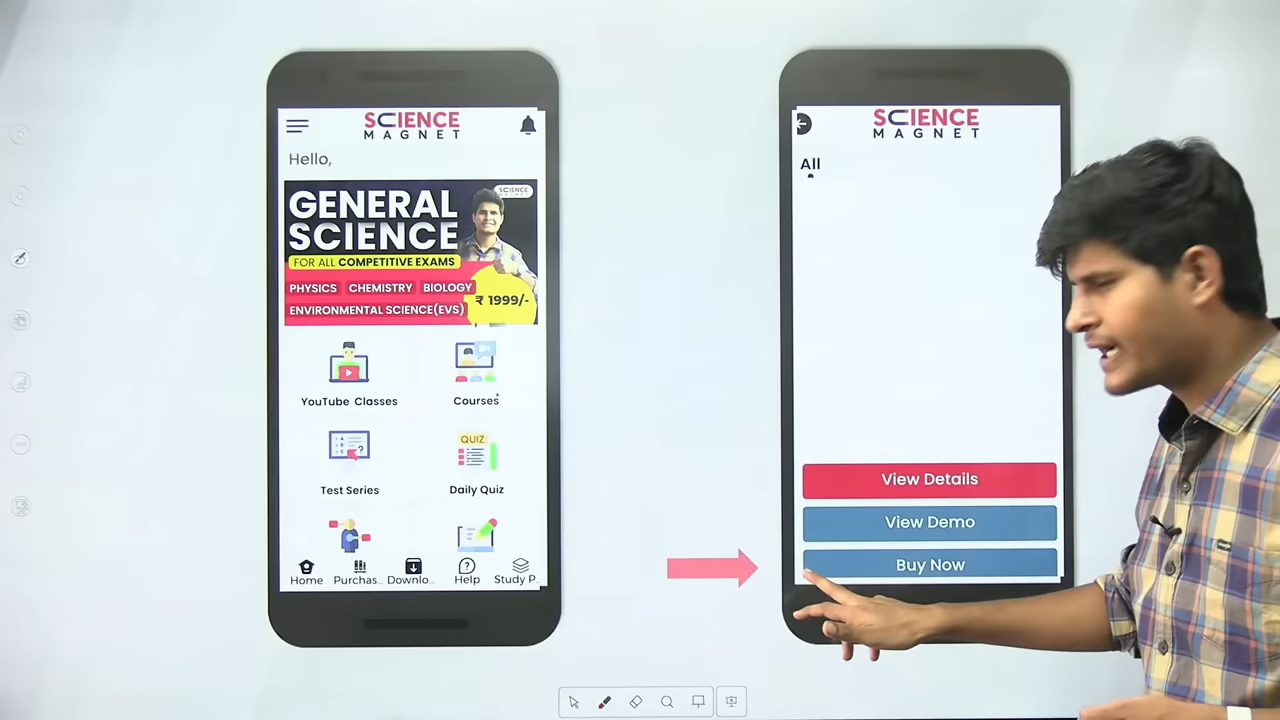 SCIENCE
MAGNET
Hello,
SCIENCE
MAGNET
GENERAL
SCIENCE
FOR ALL COMPETITIVE EXAMS
PHYSICS CHEMISTRY BIOLOGY
₹ 1999/-
ENVIRONMENTAL SCIENCE(EVS)
YouTube Classes
Courses
QUIZ
Test Series
Daily Quiz
Home
Purchas...
Downlo...
Help
Study P...
SCIENCE
MAGNET
All
View Details
View Demo
Buy Now